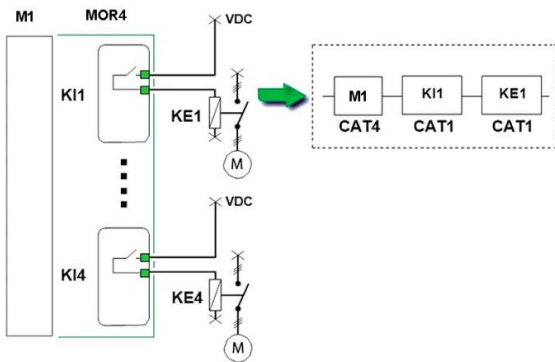 M1 MOR4
VDC
KI1
KE1
M
M1 KI1 KE1
CAT4 CAT1 CAT1
VDC
KI4
KE4
M